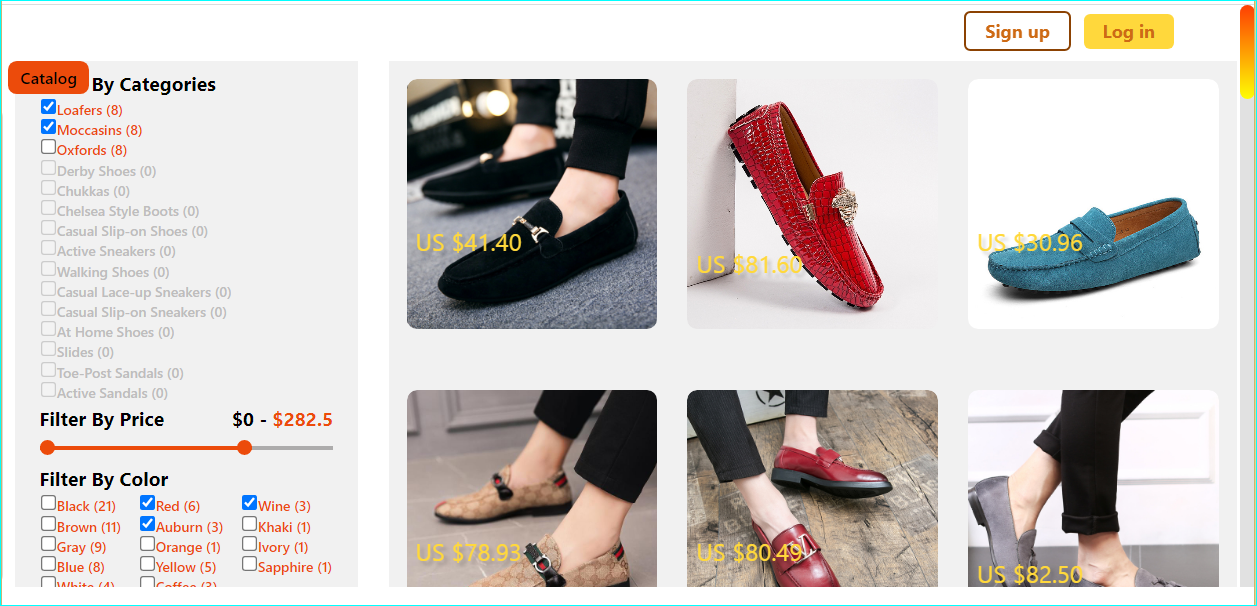 Sign up
Log in
Catalog
By Categories
Loafers (8)
Moccasins (8)
Oxfords (8)
Derby Shoes (0)
Chukkas (0)
Chelsea Style Boots (0)
Casual Slip-on Shoes (0)
Active Sneakers (0)
Walking Shoes (0)
Casual Lace-up Sneakers (0)
Casual Slip-on Sneakers (0)
At Home Shoes (0)
Slides (0)
Toe-Post Sandals (0)
Active Sandals (0)
Filter By Price $0 - $282.5
Filter By Color
Black (21) Red (6) Wine (3)
Brown (11) Auburn (3) Khaki (1)
Gray (9) Orange (1) Ivory (1)
Blue (8) Yellow (5) Sapphire (1)
White (4) Coffee (3)
US $41.40
US $81.60
US $30.96
US $78.93
US $80.49
US $82.50